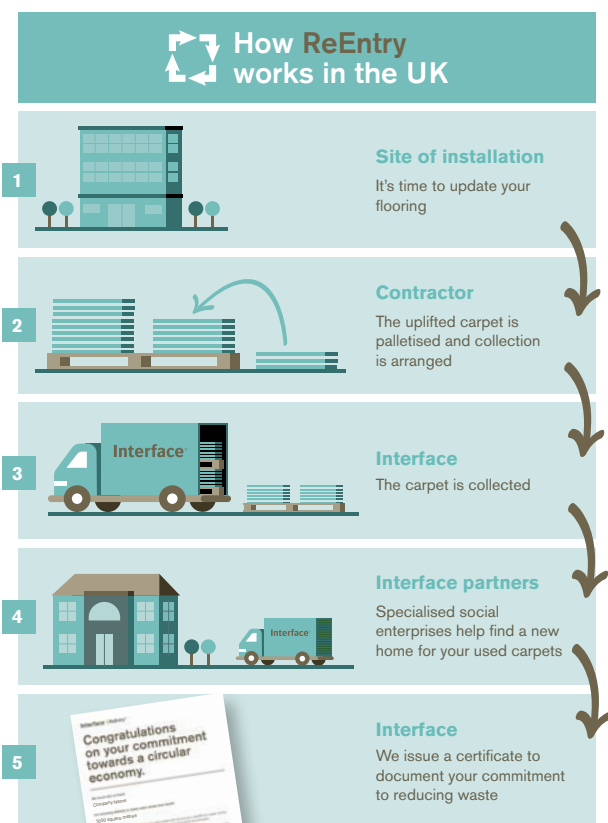 How ReEntry
works in the UK
1
Site of installation
It's time to update your
flooring
2
Contractor
The uplifted carpet is
palletised and collection
is arranged
3
Interface
Interface
The carpet is collected
4
Interface
Interface partners
Specialised social
enterprises help find a new
home for your used carpets
5
Interface
Congratulations
on your commitment
towards a circular
economy.
Company Name
Interface
We issue a certificate to
document your commitment
to reducing waste